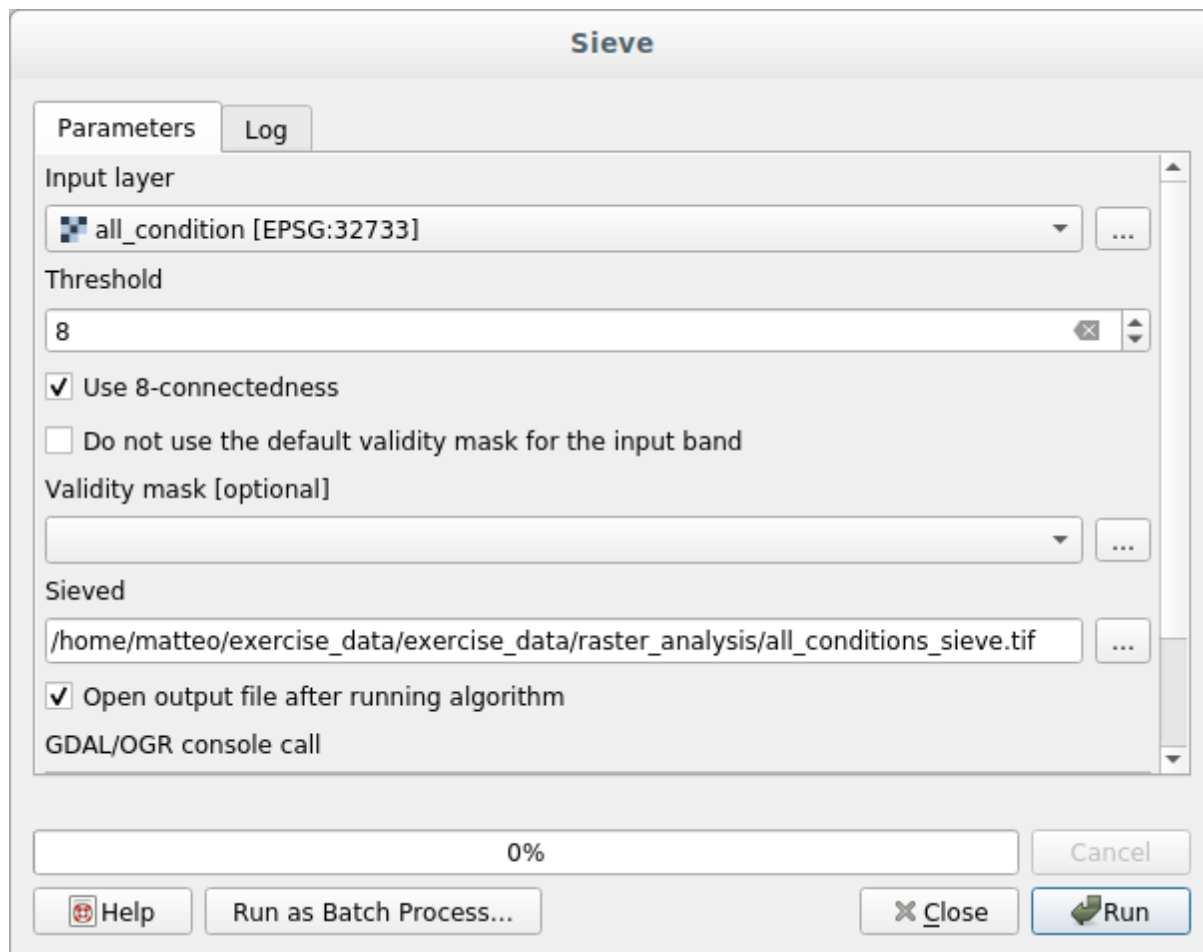 Sieve
Parameters
Log
Input layer
all_condition [EPSG:32733]
...
Threshold
8
Use 8-connectedness
Do not use the default validity mask for the input band
Validity mask [optional]
...
Sieved
/home/matteo/exercise_data/exercise_data/raster_analysis/all_conditions_sieve.tif
...
Open output file after running algorithm
GDAL/OGR console call
0%
Cancel
Help
Run as Batch Process...
Close
Run